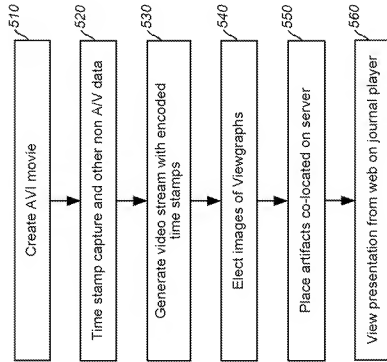 510
Create AVI movie
520
Time stamp capture and other non A/V data
530
Generate video stream with encoded
time stamps
540
Elect images of Viewgraphs
550
Place artifacts co-located on server
560
View presentation from web on journal player